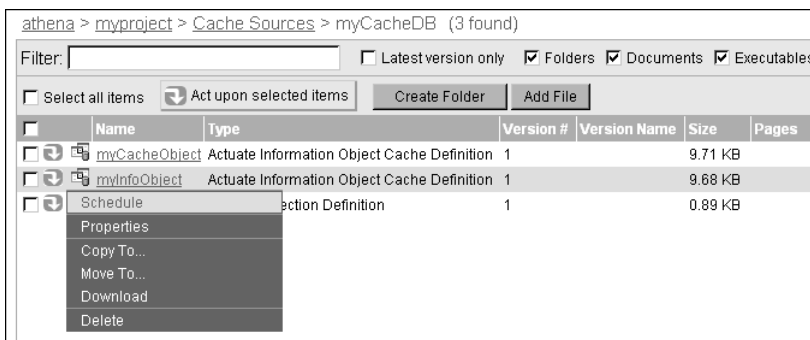 athena > myproject > Cache Sources > myCacheDB (3 found)
Filter: Latest version only Folders Documents Executables
Select all items Act upon selected items Create Folder Add File
Name Type Version # Version Name Size Pages
myCacheObject Actuate Information Object Cache Definition 1 9.71 KB
myInfoObject Actuate Information Object Cache Definition 1 9.68 KB
Schedule ection Definition 1 0.89 KB
Properties
Copy To...
Move To...
Download
Delete